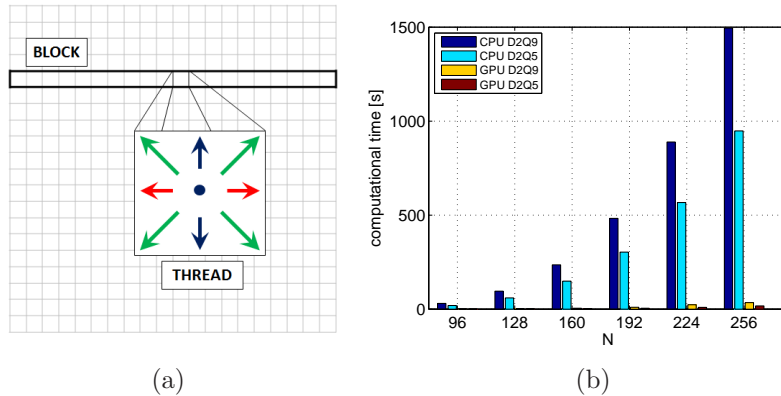 BLOCK
THREAD
(a)
computational time [s]
1500
1000
500
0
CPU D2Q9
CPU D2Q5
GPU D2Q9
GPU D2Q5
96 128 160 192 224 256
N
(b)